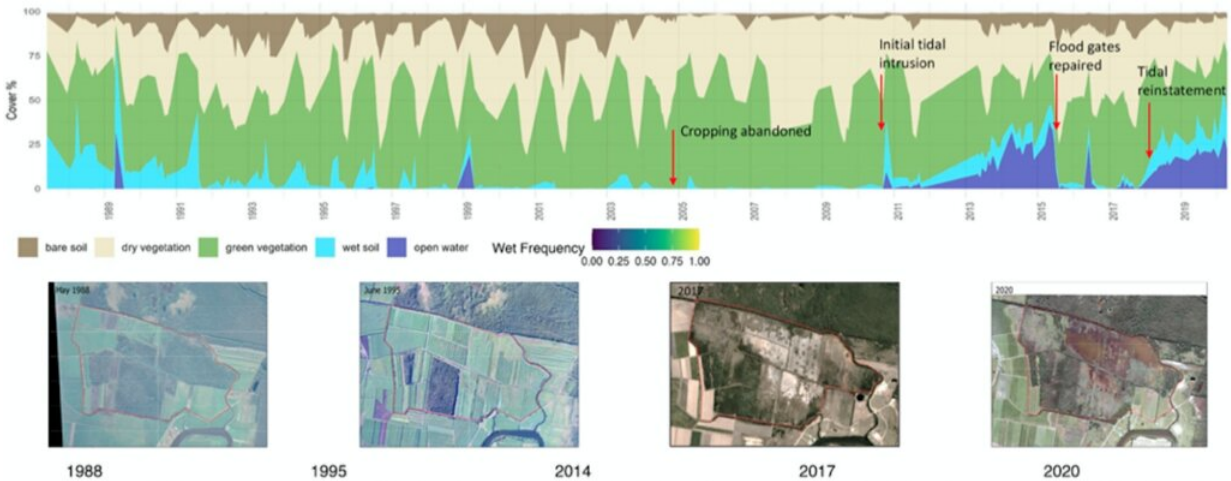 100
75
50
25
0
Cover %
Initial tidal
intrusion
Flood gates
repaired
Tidal
reinstatement
Cropping abandoned
1989
1991
1993
1995
1997
1999
2001
2003
2005
2007
2009
2011
2013
2015
2017
2019
bare soil
dry vegetation
green vegetation
wet soil
open water
Wet Frequency
0.00 0.25 0.50 0.75 1.00
May 1988
June 1995
2017
2020
1988
1995
2014
2017
2020